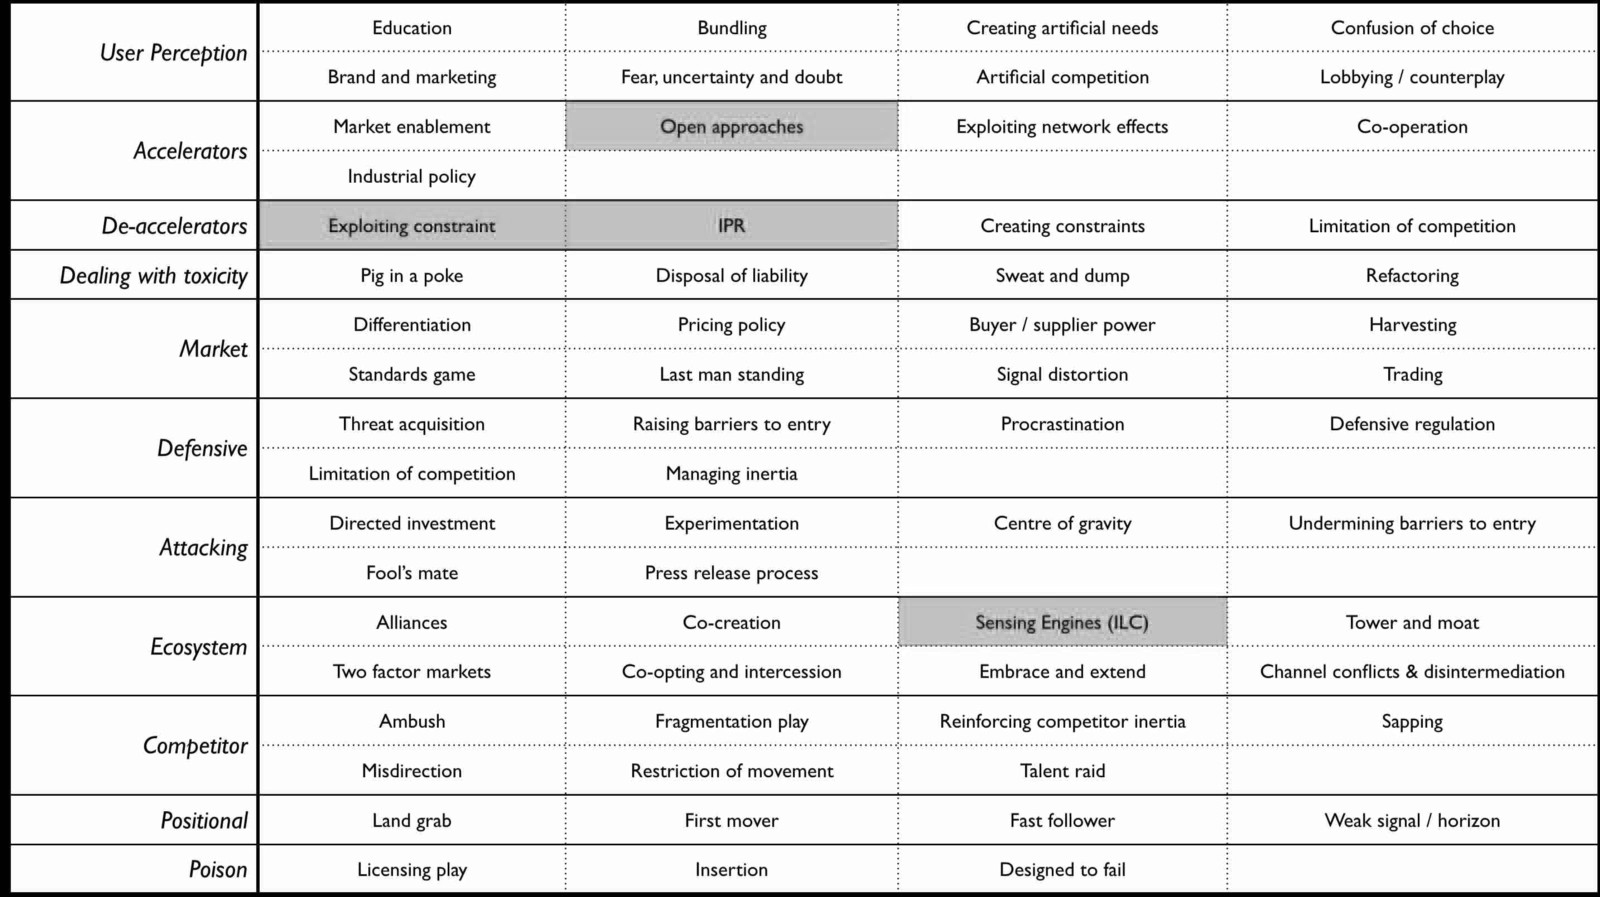 User Perception
Education Bundling Creating artificial needs Confusion of choice
Brand and marketing Fear, uncertainty and doubt Artificial competition Lobbying / counterplay
Accelerators
Market enablement Open approaches Exploiting network effects Co-operation
Industrial policy
De-accelerators Exploiting constraint IPR Creating constraints Limitation of competition
Dealing with toxicity Pig in a poke Disposal of liability Sweat and dump Refactoring
Market
Differentiation Pricing policy Buyer / supplier power Harvesting
Standards game Last man standing Signal distortion Trading
Defensive
Threat acquisition Raising barriers to entry Procrastination Defensive regulation
Limitation of competition Managing inertia
Attacking
Directed investment Experimentation Centre of gravity Undermining barriers to entry
Fool's mate Press release process
Ecosystem
Alliances Co-creation Sensing Engines (ILC) Tower and moat
Two factor markets Co-opting and intercession Embrace and extend Channel conflicts & disintermediation
Competitor
Ambush Fragmentation play Reinforcing competitor inertia Sapping
Misdirection Restriction of movement Talent raid
Positional Land grab First mover Fast follower Weak signal / horizon
Poison Licensing play Insertion Designed to fail